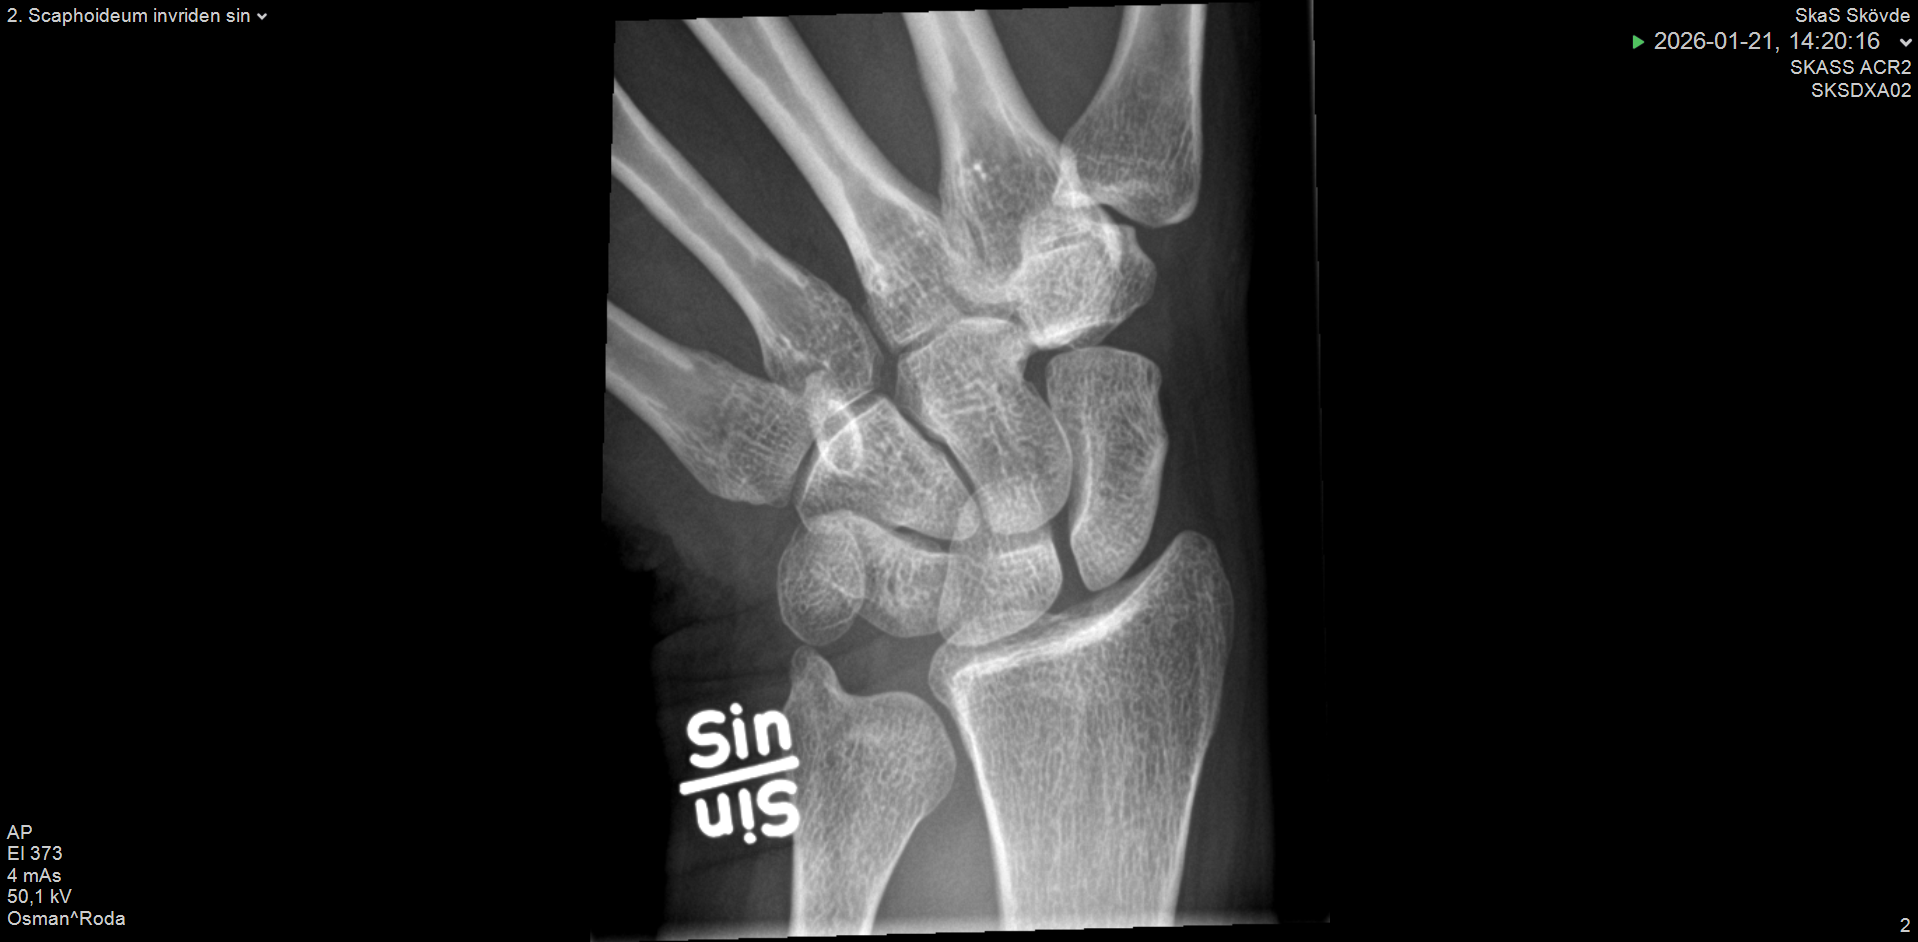 2. Scaphoideum invriden sin
SkaS Skövde
2026-01-21, 14:20:16
SKASS ACR2
SKSDXA02
Sin
Sin
AP
EI 373
4 mAs
50,1 kV
Osman^Roda
2